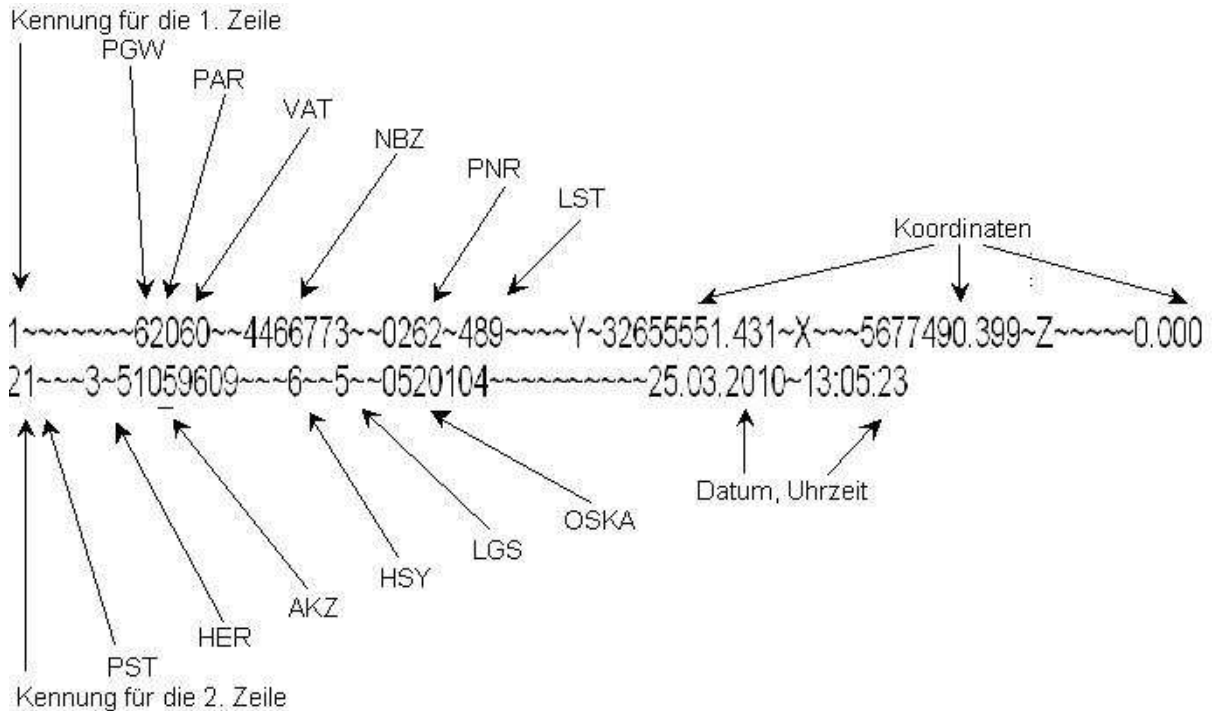 Kennung für die 1. Zeile
PGW
PAR
VAT
NBZ
PNR
LST
Koordinaten
1~~~~~~~62060~~4466773~~0262~489~~~~Y~32655551.431~X~~~5677490.399~Z~~~~~0.000
21~~~3~51059609~~~6~~5~~0520104~~~~~~~~~~25.03.2010~13:05:23
Datum, Uhrzeit
OSKA
LGS
HSY
AKZ
HER
PST
Kennung für die 2. Zeile